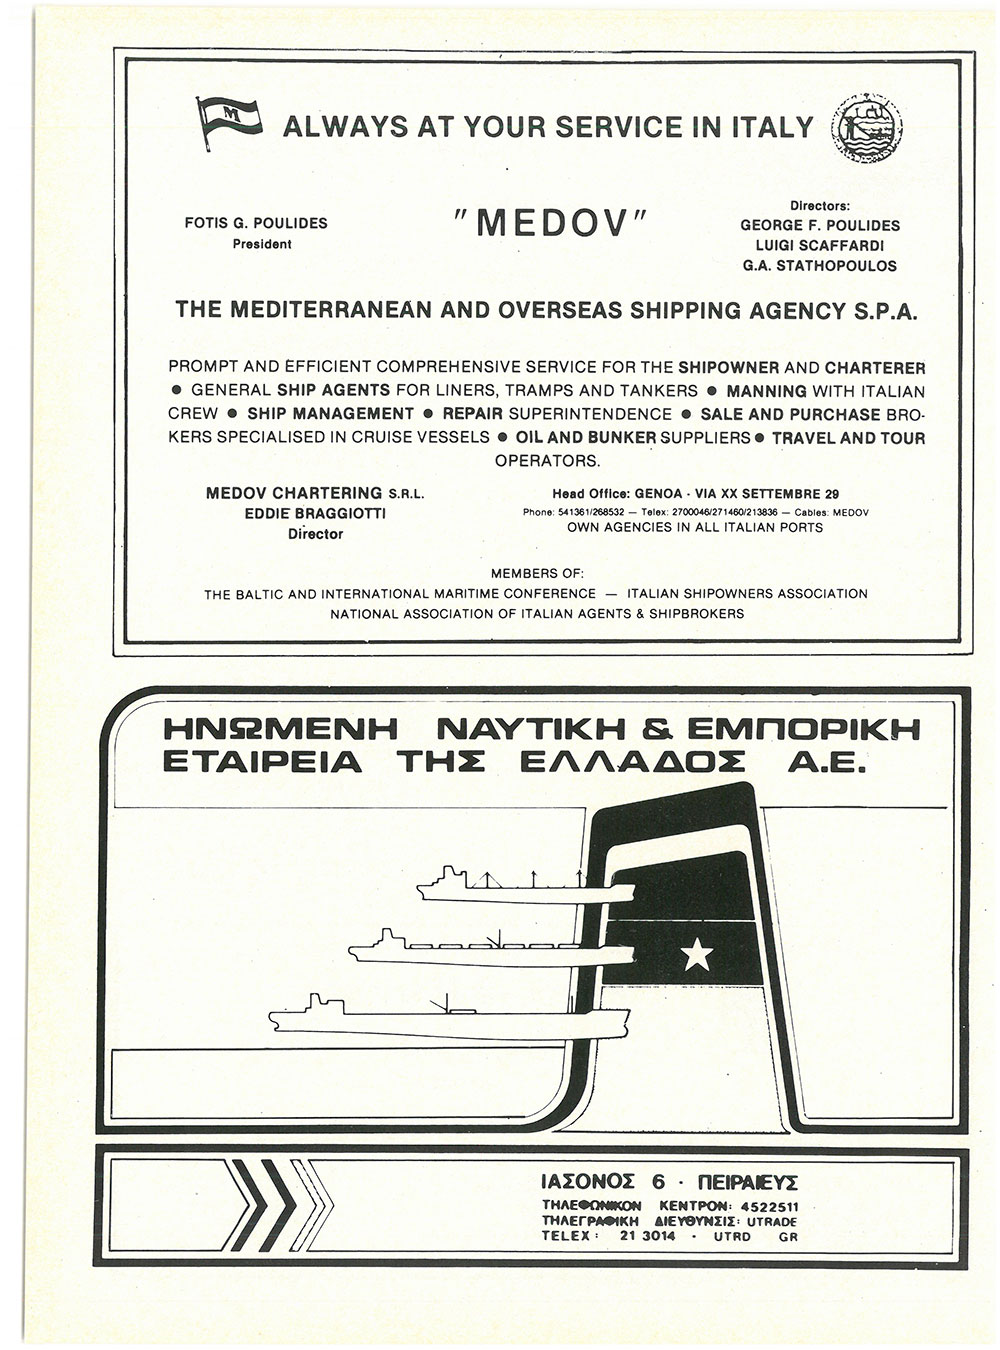 M
ALWAYS AT YOUR SERVICE IN ITALY
FOTIS G. POULIDES
President
"MEDOV"
Directors:
GEORGE F. POULIDES
LUIGI SCAFFARDI
G.A. STATHOPOULOS
THE MEDITERRANEAN AND OVERSEAS SHIPPING AGENCY S.P.A.
PROMPT AND EFFICIENT COMPREHENSIVE SERVICE FOR THE SHIPOWNER AND CHARTERER
● GENERAL SHIP AGENTS FOR LINERS, TRAMPS AND TANKERS ● MANNING WITH ITALIAN
CREW ● SHIP MANAGEMENT ● REPAIR SUPERINTENDENCE ● SALE AND PURCHASE BRO-
KERS SPECIALISED IN CRUISE VESSELS ● OIL AND BUNKER SUPPLIERS ● TRAVEL AND TOUR
OPERATORS.
MEDOV CHARTERING S.R.L.
EDDIE BRAGGIOTTI
Director
Head Office: GENOA - VIA XX SETTEMBRE 29
Phone: 541361/268532 — Telex: 2700046/271460/213836 — Cables: MEDOV
OWN AGENCIES IN ALL ITALIAN PORTS
MEMBERS OF:
THE BALTIC AND INTERNATIONAL MARITIME CONFERENCE — ITALIAN SHIPOWNERS ASSOCIATION
NATIONAL ASSOCIATION OF ITALIAN AGENTS & SHIPBROKERS
ΗΝΩΜΕΝΗ ΝΑΥΤΙΚΗ & ΕΜΠΟΡΙΚΗ
ΕΤΑΙΡΕΙΑ ΤΗΣ ΕΛΛΑΔΟΣ Α.Ε.
ΙΑΣΟΝΟΣ 6 · ΠΕΙΡΑΙΕΥΣ
ΤΗΛΕΦΩΝΙΚΟΝ ΚΕΝΤΡΟΝ: 4522511
ΤΗΛΕΓΡΑΦΙΚΗ ΔΙΕΥΘΥΝΣΙΣ: UTRADE
TELEX: 21 3014 · UTRD GR